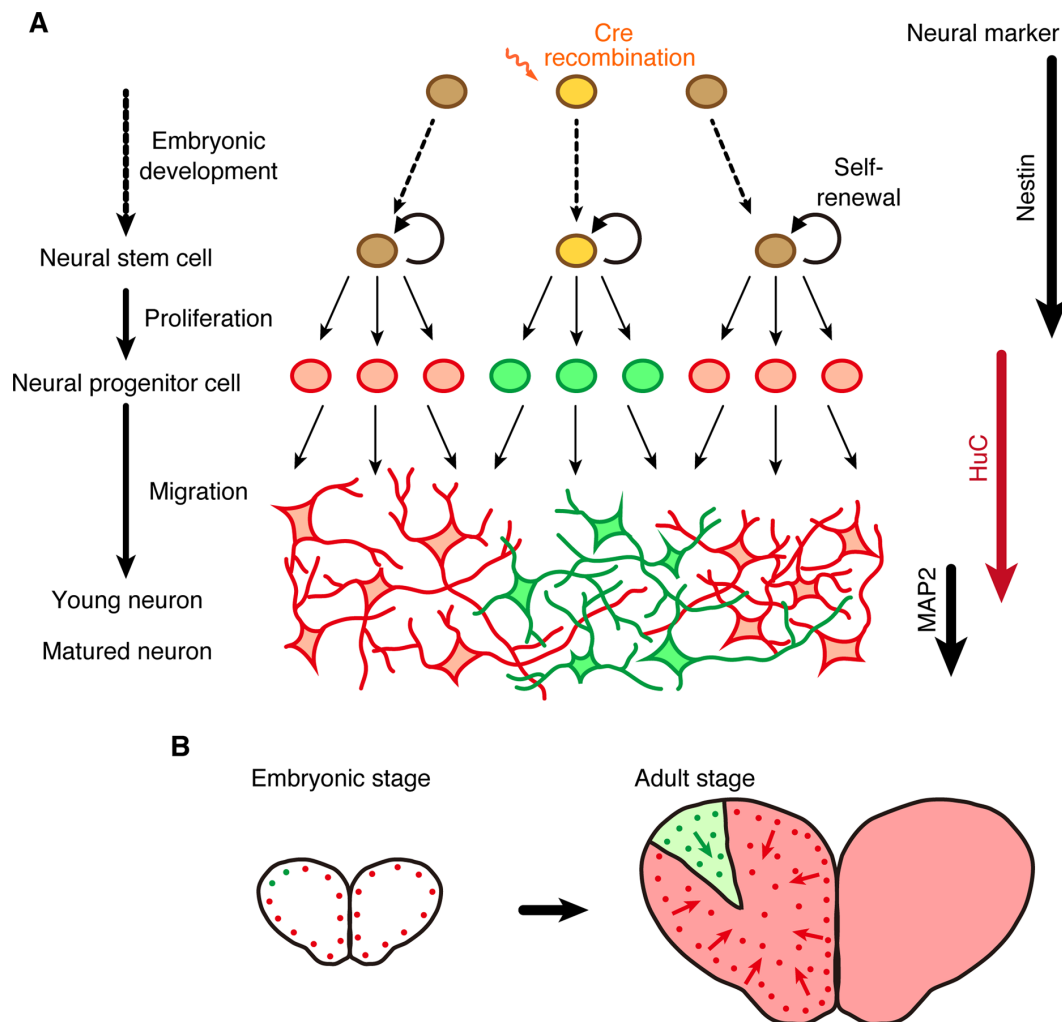 A
Cre
recombination
Neural marker
Embryonic
development
Self-
renewal
Nestin
Neural stem cell
Proliferation
Neural progenitor cell
HuC
Migration
MAP2
Young neuron
Matured neuron
B
Embryonic stage
Adult stage